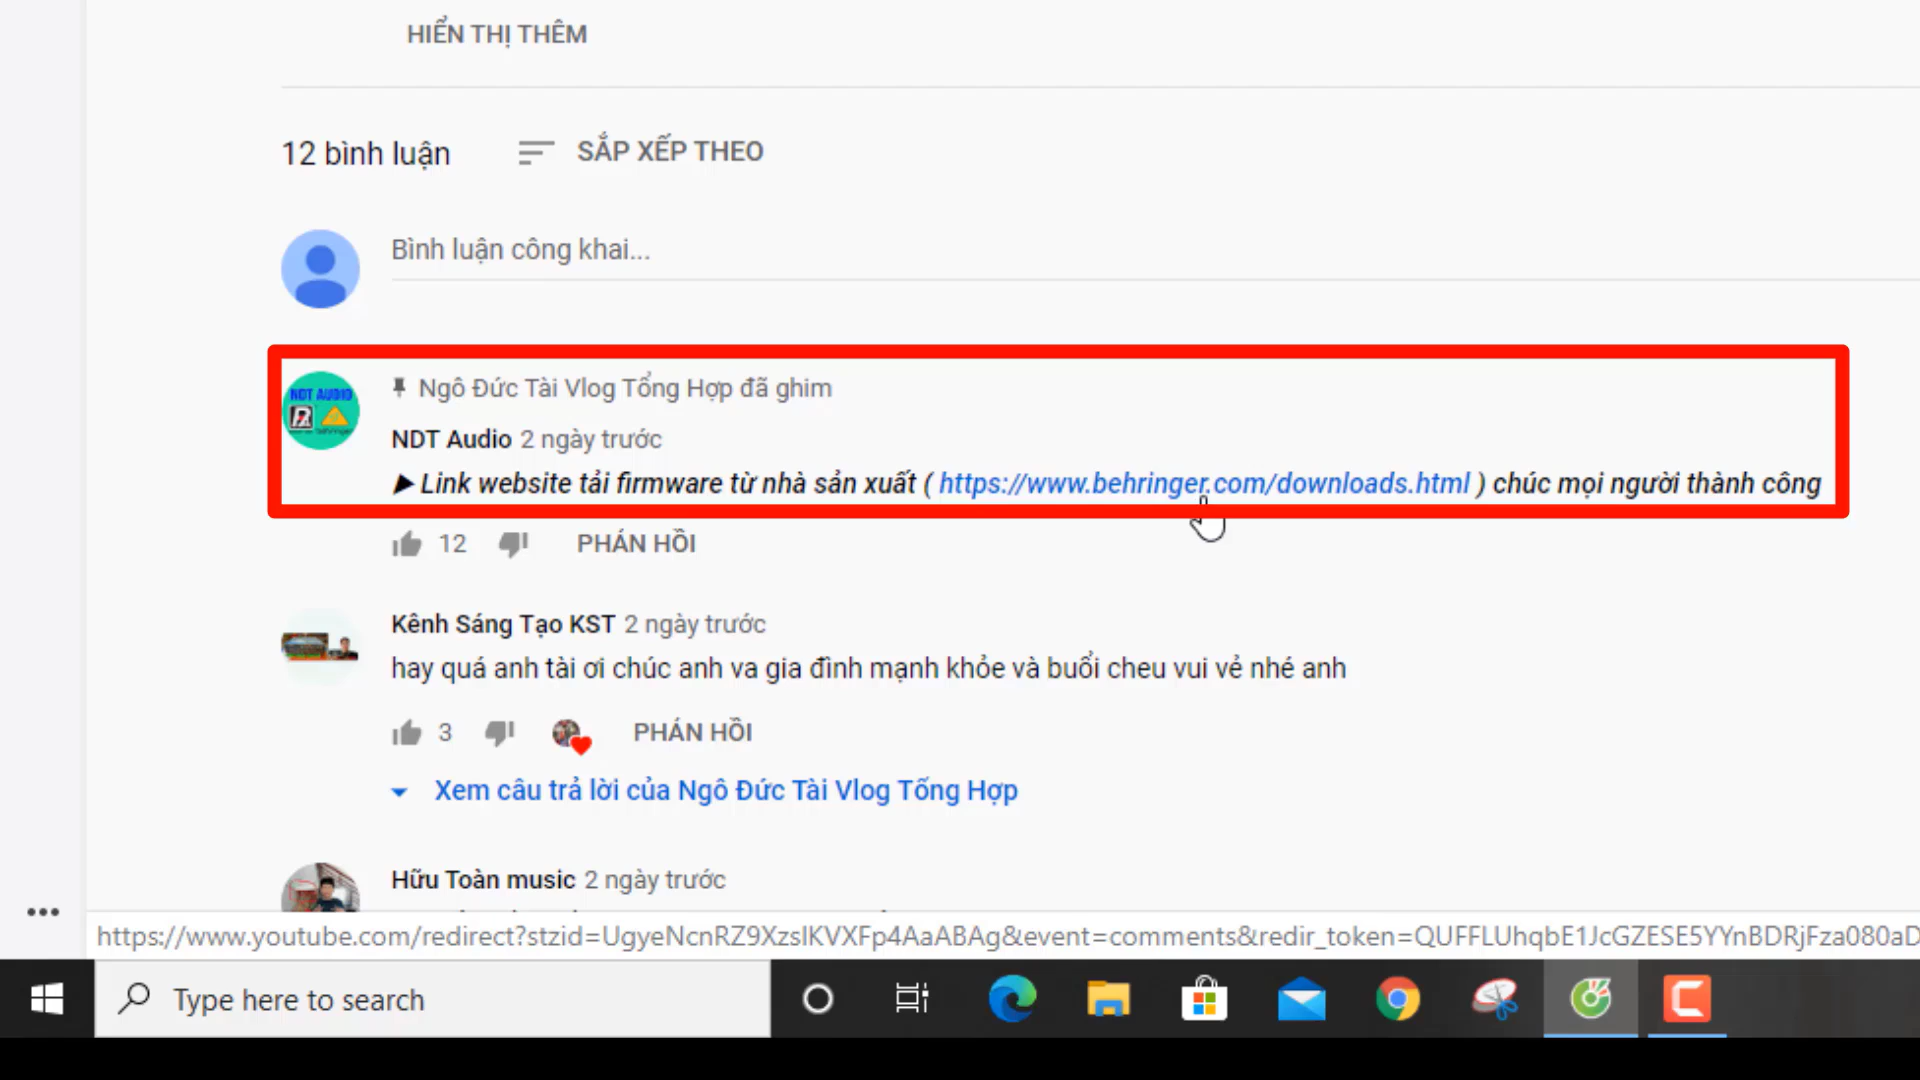 HIỂN THỊ THÊM
12 bình luận
SẮP XẾP THEO
Bình luận công khai...
Ngô Đức Tài Vlog Tổng Hợp đã ghim
NDT AUDIO
NDT Audio 2 ngày trước
▶ Link website tải firmware từ nhà sản xuất ( https://www.behringer.com/downloads.html ) chúc mọi người thành công
12 PHẢN HỒI
Kênh Sáng Tạo KST 2 ngày trước
hay quá anh tài ơi chúc anh va gia đình mạnh khỏe và buổi cheu vui vẻ nhé anh
3 PHẢN HỒI
Xem câu trả lời của Ngô Đức Tài Vlog Tổng Hợp
Hữu Toàn music 2 ngày trước
https://www.youtube.com/redirect?stzid=UgyeNcnRZ9XzslKVXFp4AaABAg&event=comments&redir_token=QUFFLUhqbE1JcGZESE5YYnBDRjFza080aD
Type here to search